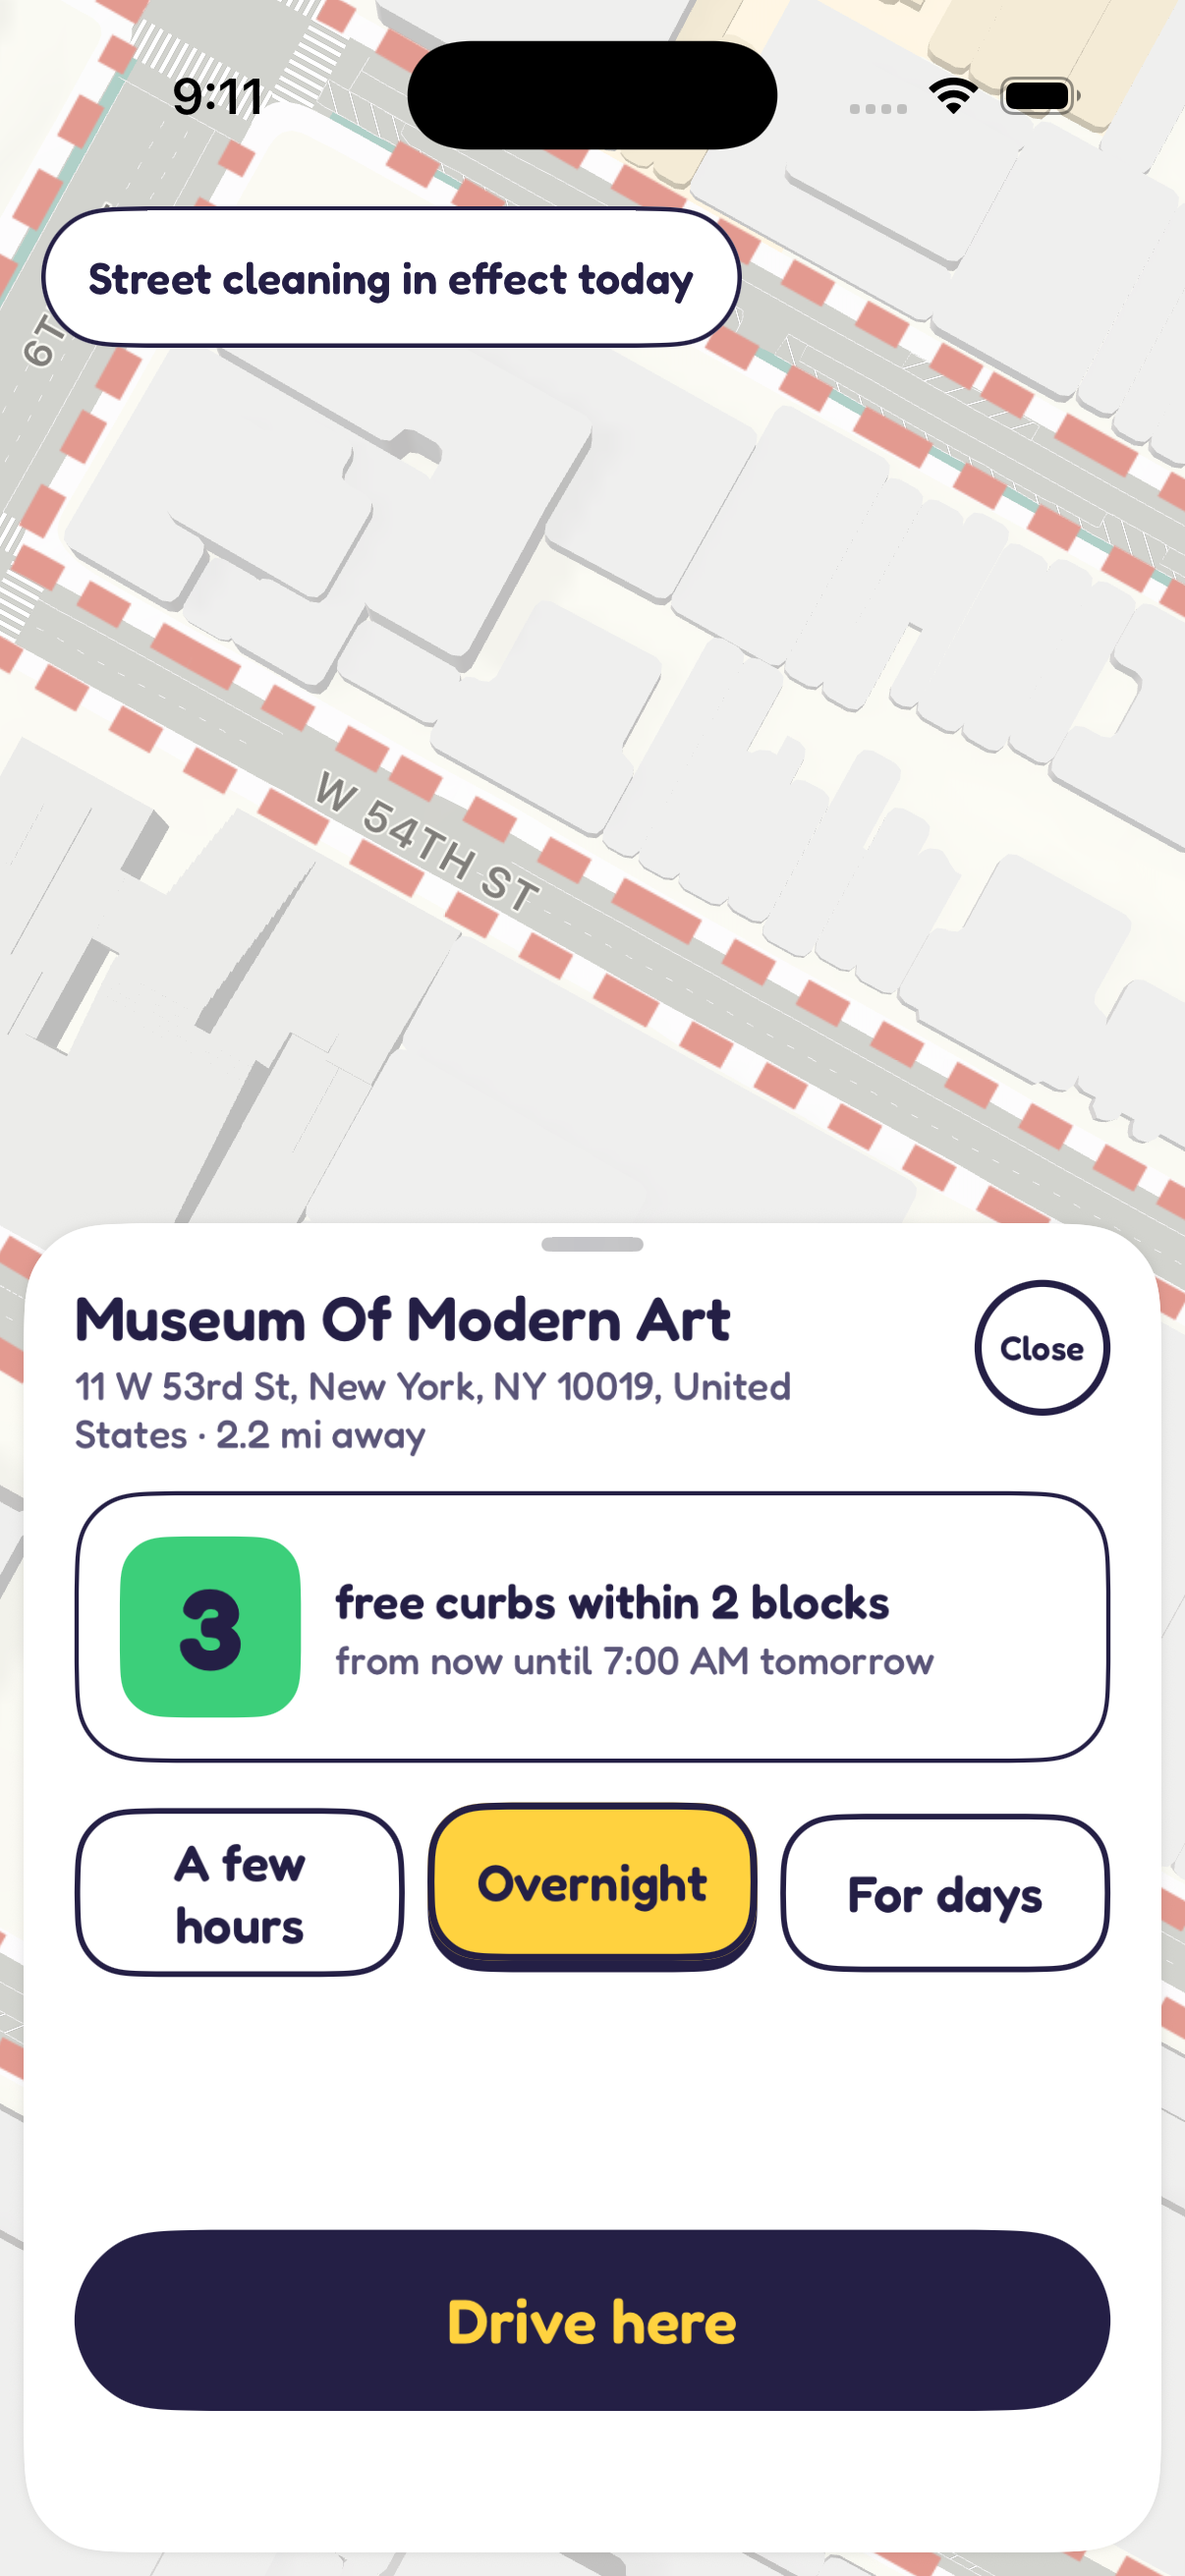 9:11
Street cleaning in effect today
6T
W 54TH ST
Museum Of Modern Art
Close
11 W 53rd St, New York, NY 10019, United
States · 2.2 mi away
3
free curbs within 2 blocks
from now until 7:00 AM tomorrow
A few
hours
Overnight
For days
Drive here